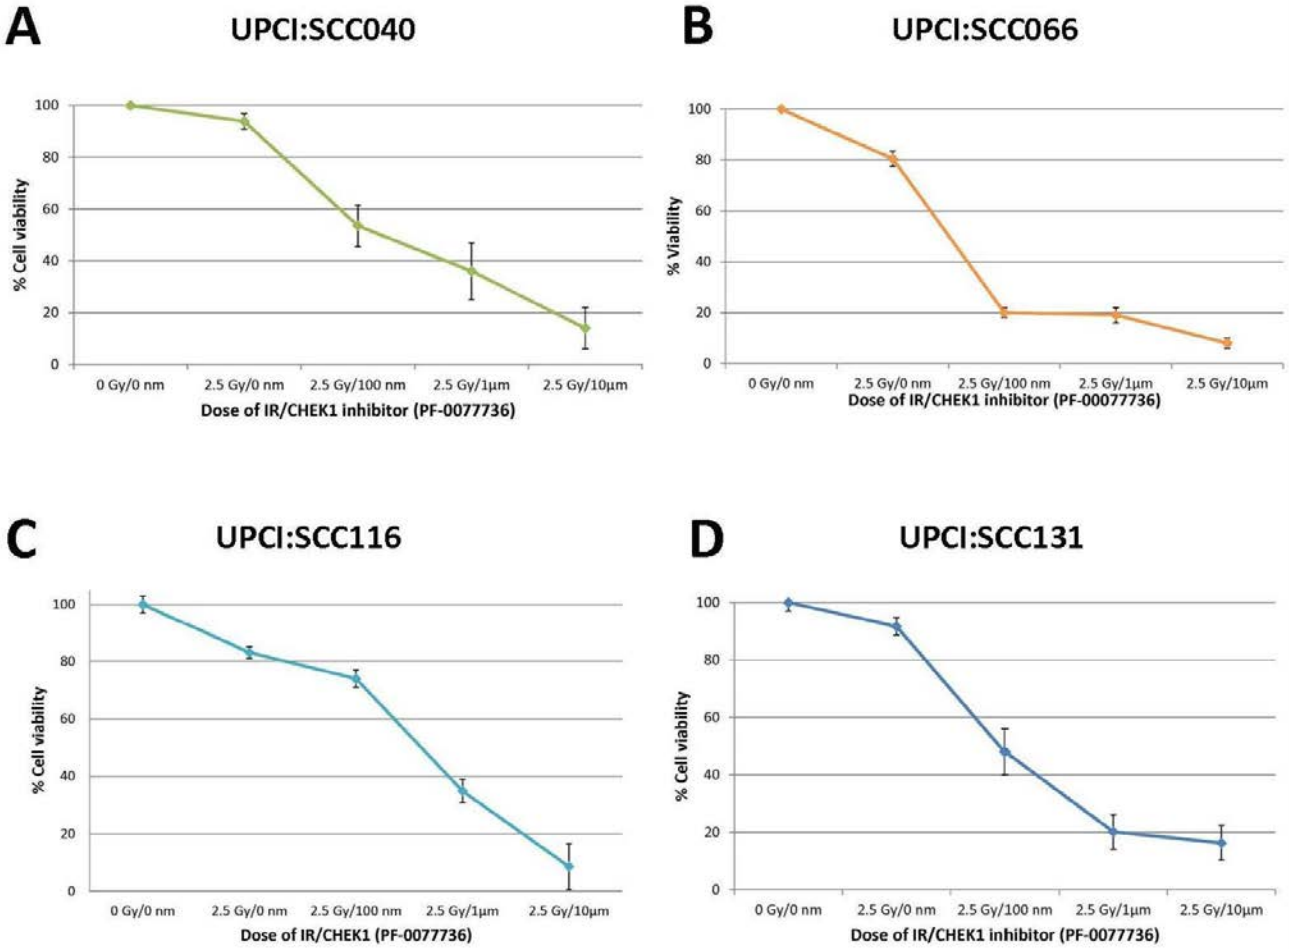 A
UPCI:SCC040
100
80
60
40
20
0
% Cell viability
0 Gy/0 nm 2.5 Gy/0 nm 2.5 Gy/100 nm 2.5 Gy/1µm 2.5 Gy/10µm
Dose of IR/CHEK1 inhibitor (PF-0077736)
B
UPCI:SCC066
100
80
60
40
20
0
% Viability
0 Gy/0 nm 2.5 Gy/0 nm 2.5 Gy/100 nm 2.5 Gy/1µm 2.5 Gy/10µm
Dose of IR/CHEK1 inhibitor (PF-00077736)
C
UPCI:SCC116
100
80
60
40
20
0
% Cell viability
0 Gy/0 nm 2.5 Gy/0 nm 2.5 Gy/100 nm 2.5 Gy/1µm 2.5 Gy/10µm
Dose of IR/CHEK1 (PF-0077736)
D
UPCI:SCC131
100
80
60
40
20
0
% Cell viability
0 Gy/0 nm 2.5 Gy/0 nm 2.5 Gy/100 nm 2.5 Gy/1µm 2.5 Gy/10µm
Dose of IR/CHEK1 inhibitor (PF-0077736)